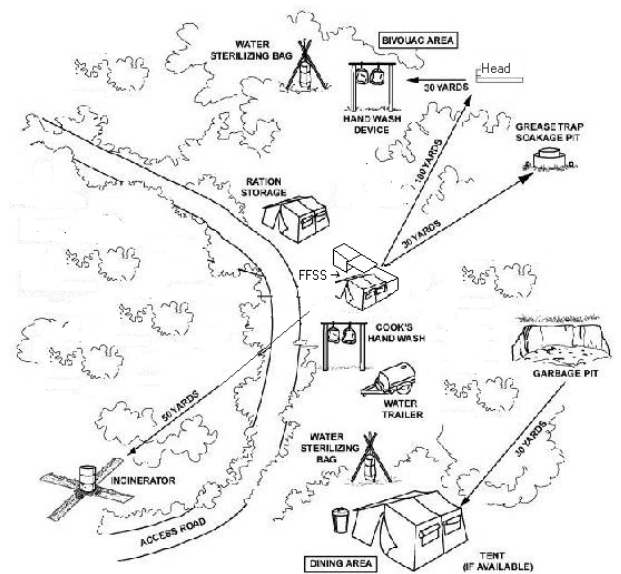 BIVOUAC AREA
WATER
STERILIZING BAG
Head
30 YARDS
HAND WASH
DEVICE
GREASE TRAP
SOAKAGE PIT
100 YARDS
RATION
STORAGE
30 YARDS
FFSS
COOK'S
HAND WASH
GARBAGE PIT
50 YARDS
WATER
TRAILER
30 YARDS
WATER
STERILIZING
BAG
INCINERATOR
ACCESS ROAD
DINING AREA
TENT
(IF AVAILABLE)